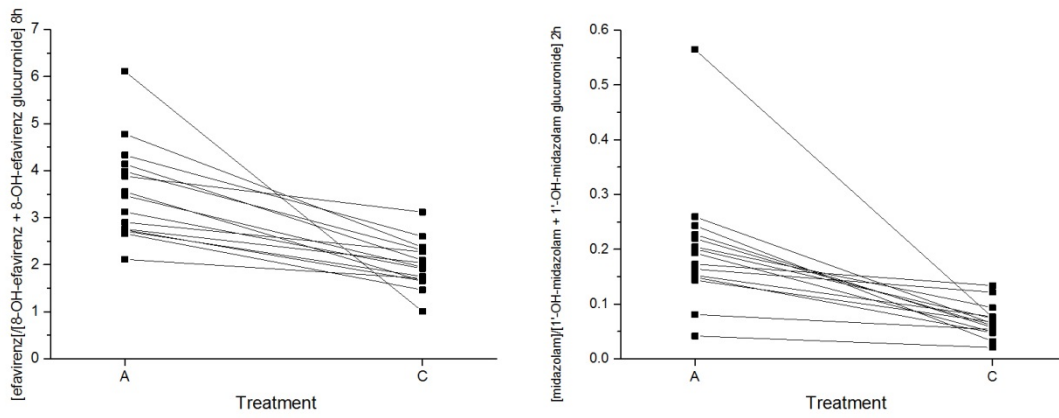 [efavirenz]/[8-OH-efavirenz + 8-OH-efavirenz glucuronide] 8h
7
6
5
4
3
2
1
0
A
C
Treatment
[midazolam]/[1'-OH-midazolam + 1'-OH-midazolam glucuronide] 2h
0.6
0.5
0.4
0.3
0.2
0.1
0.0
A
C
Treatment